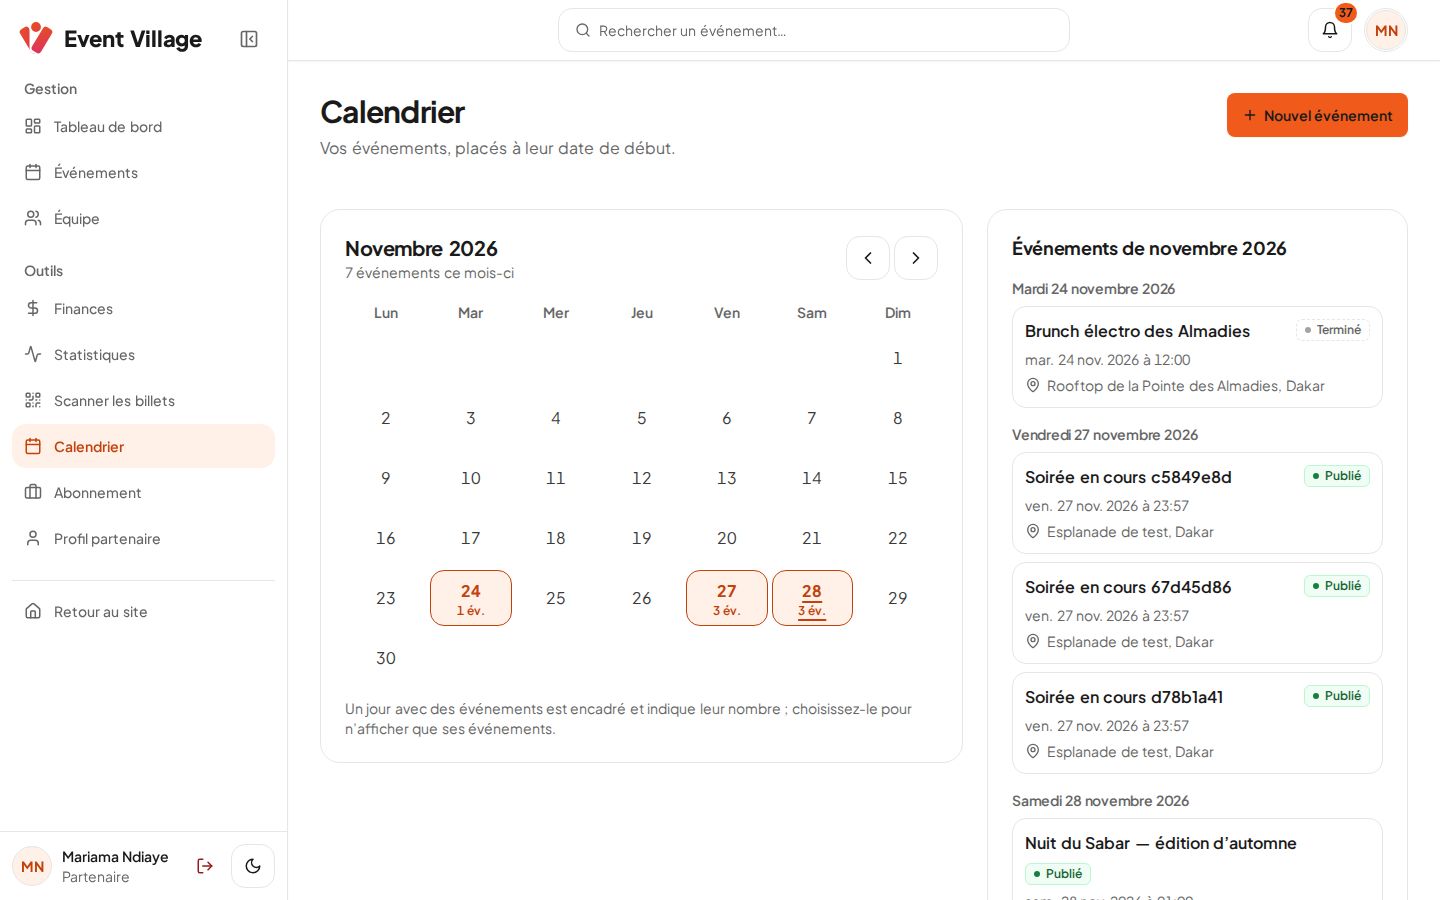 Event Village
Gestion
Tableau de bord
Événements
Équipe
Outils
Finances
Statistiques
Scanner les billets
Calendrier
Abonnement
Profil partenaire
Retour au site
MN
Mariama Ndiaye
Partenaire
Rechercher un événement…
37
MN
Calendrier
Vos événements, placés à leur date de début.
Nouvel événement
Novembre 2026
7 événements ce mois-ci
Lun Mar Mer Jeu Ven Sam Dim
1
2 3 4 5 6 7 8
9 10 11 12 13 14 15
16 17 18 19 20 21 22
23 24 25 26 27 28 29
1 év. 3 év. 3 év.
30
Un jour avec des événements est encadré et indique leur nombre ; choisissez-le pour
n’afficher que ses événements.
Événements de novembre 2026
Mardi 24 novembre 2026
Brunch électro des Almadies
Terminé
mar. 24 nov. 2026 à 12:00
Rooftop de la Pointe des Almadies, Dakar
Vendredi 27 novembre 2026
Soirée en cours c5849e8d
Publié
ven. 27 nov. 2026 à 23:57
Esplanade de test, Dakar
Soirée en cours 67d45d86
Publié
ven. 27 nov. 2026 à 23:57
Esplanade de test, Dakar
Soirée en cours d78b1a41
Publié
ven. 27 nov. 2026 à 23:57
Esplanade de test, Dakar
Samedi 28 novembre 2026
Nuit du Sabar — édition d’automne
Publié